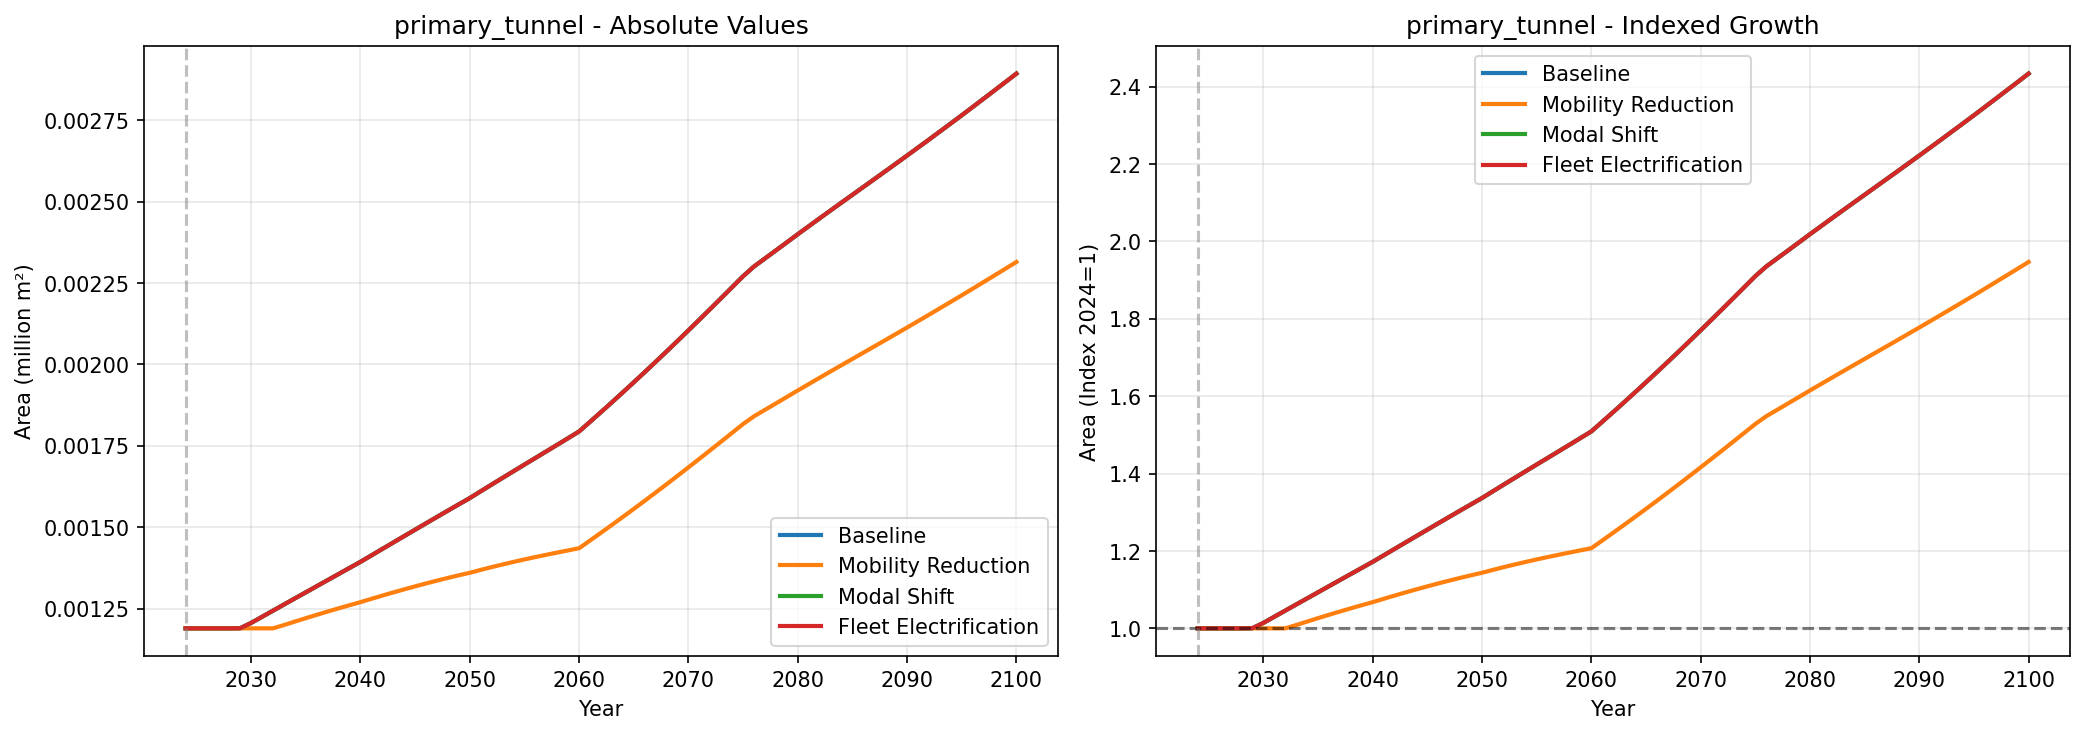 primary_tunnel - Absolute Values
Area (million m²)
0.00275
0.00250
0.00225
0.00200
0.00175
0.00150
0.00125
Baseline
Mobility Reduction
Modal Shift
Fleet Electrification
2030 2040 2050 2060 2070 2080 2090 2100
Year
primary_tunnel - Indexed Growth
Area (Index 2024=1)
2.4
2.2
2.0
1.8
1.6
1.4
1.2
1.0
Baseline
Mobility Reduction
Modal Shift
Fleet Electrification
2030 2040 2050 2060 2070 2080 2090 2100
Year